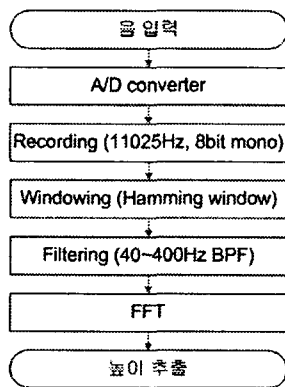 음 입력
A/D converter
Recording (11025Hz, 8bit mono)
Windowing (Hamming window)
Filtering (40~400Hz BPF)
FFT
높이 추출